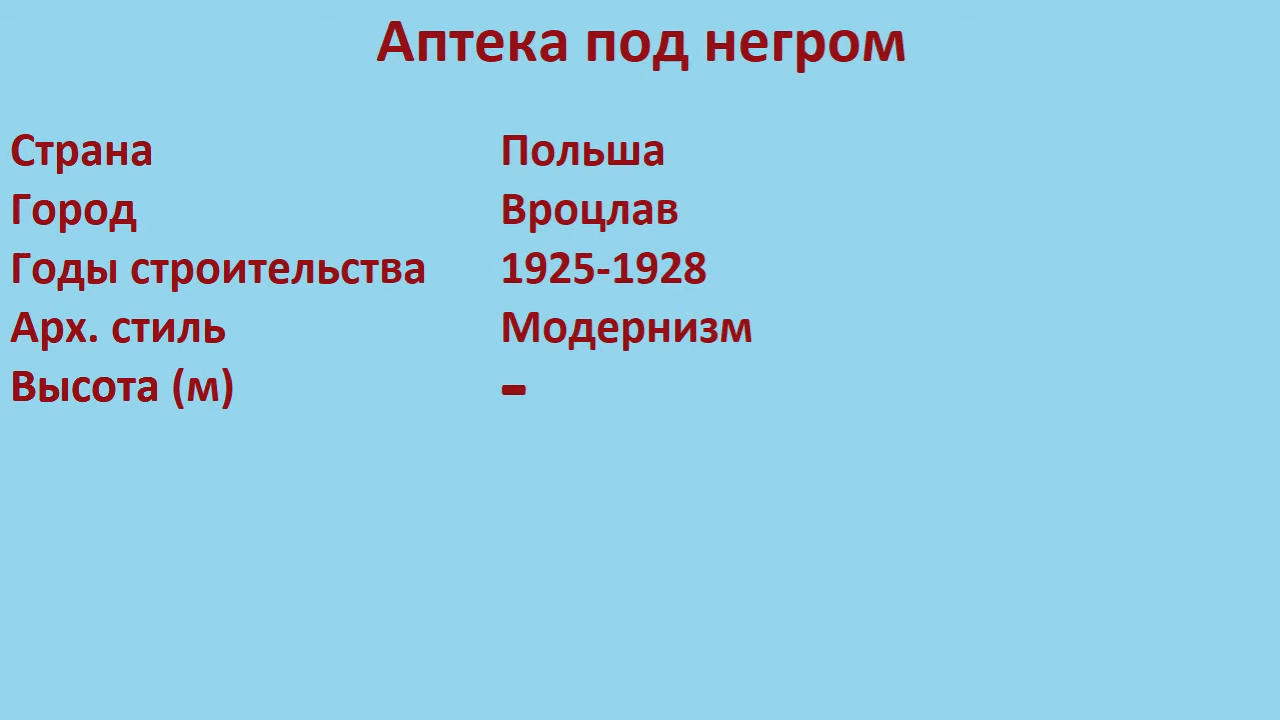 Аптека под негром
Страна Польша
Город Вроцлав
Годы строительства 1925-1928
Арх. стиль Модернизм
Высота (м) -